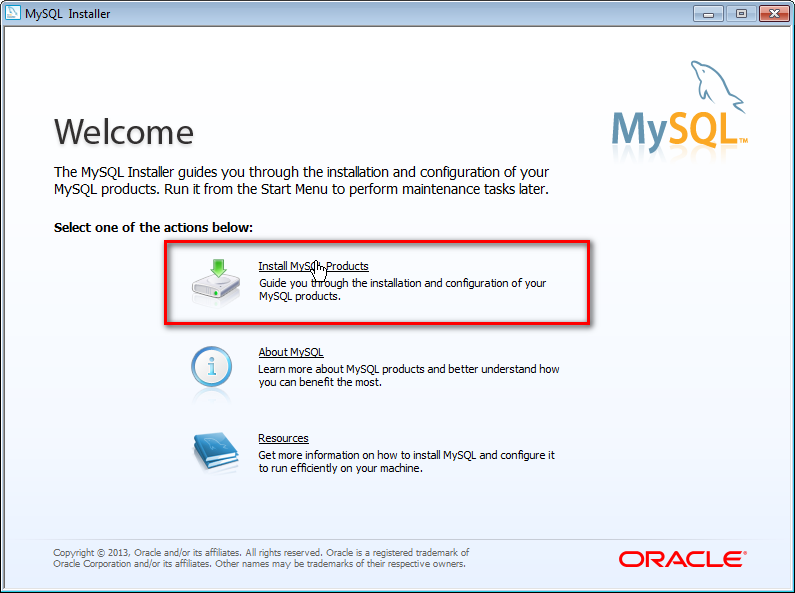 MySQL Installer
MySQL™
Welcome
The MySQL Installer guides you through the installation and configuration of your
MySQL products. Run it from the Start Menu to perform maintenance tasks later.
Select one of the actions below:
Install MySQL Products
Guide you through the installation and configuration of your
MySQL products.
About MySQL
Learn more about MySQL products and better understand how
you can benefit the most.
Resources
Get more information on how to install MySQL and configure it
to run efficiently on your machine.
Copyright © 2013, Oracle and/or its affiliates. All rights reserved. Oracle is a registered trademark of
Oracle Corporation and/or its affiliates. Other names may be trademarks of their respective owners.
ORACLE®